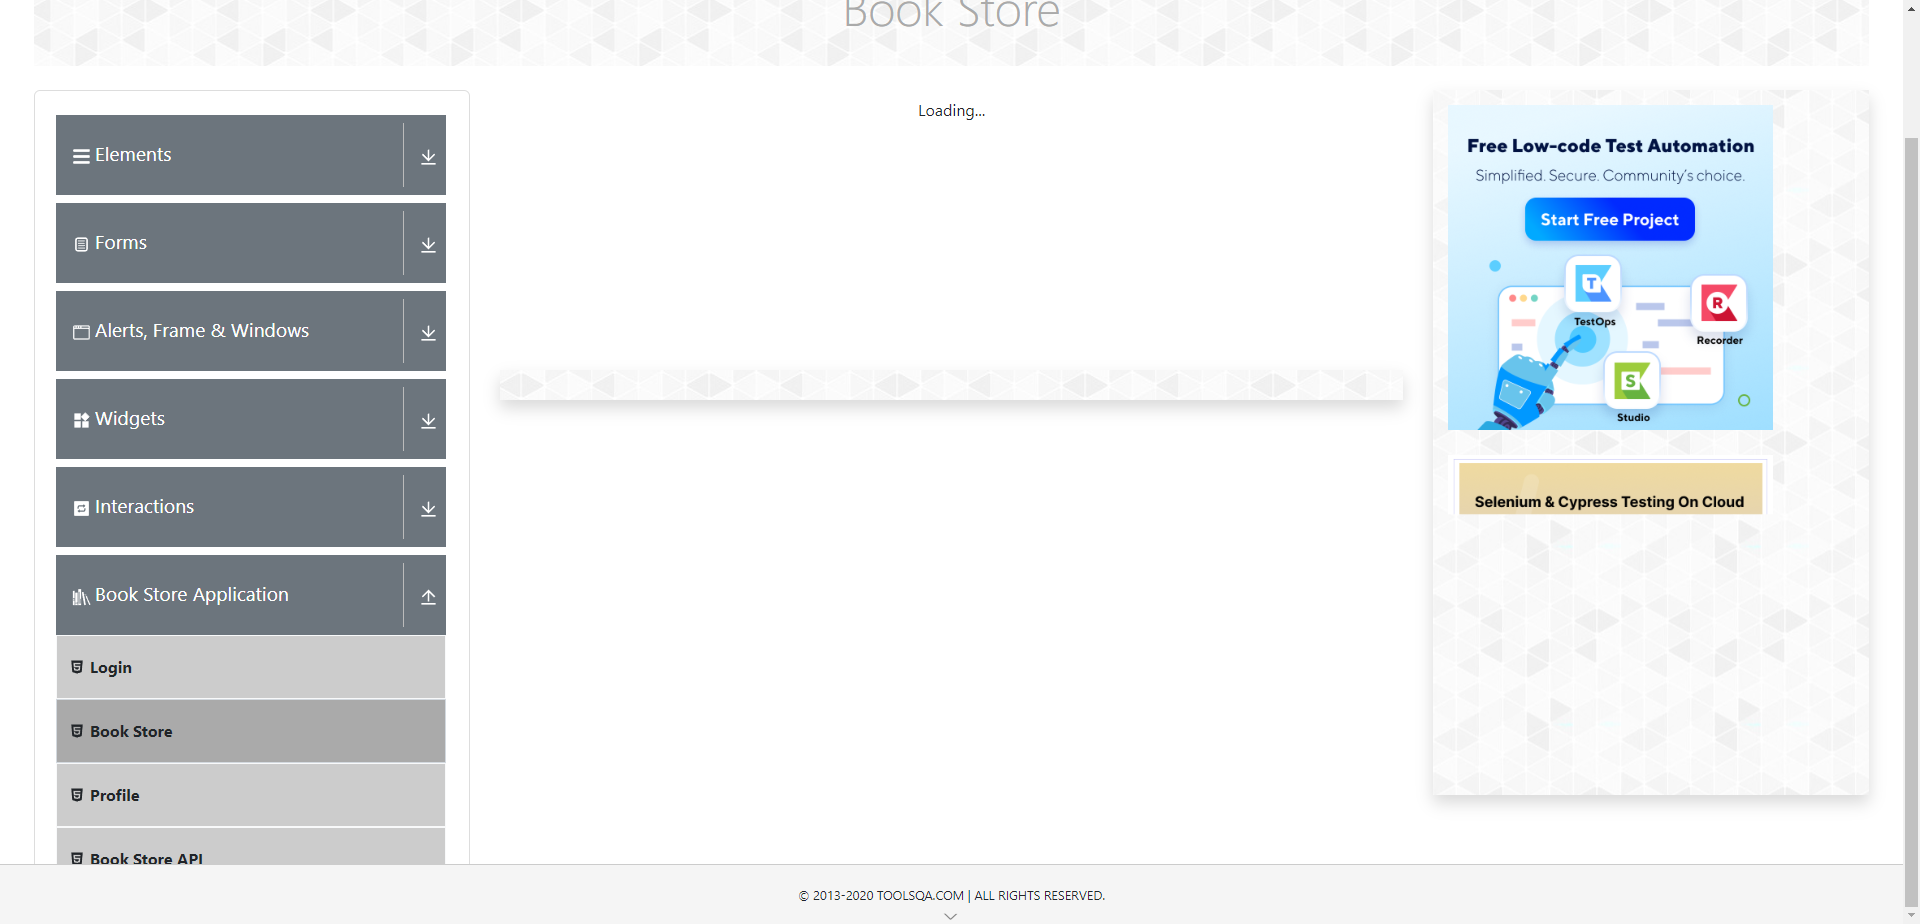 Book Store
Elements
Forms
Alerts, Frame & Windows
Widgets
Interactions
Book Store Application
Login
Book Store
Profile
Book Store API
Loading...
Free Low-code Test Automation
Simplified. Secure. Community's choice.
Start Free Project
T
TestOps
R
Recorder
S
Studio
Selenium & Cypress Testing On Cloud
© 2013-2020 TOOLSQA.COM | ALL RIGHTS RESERVED.